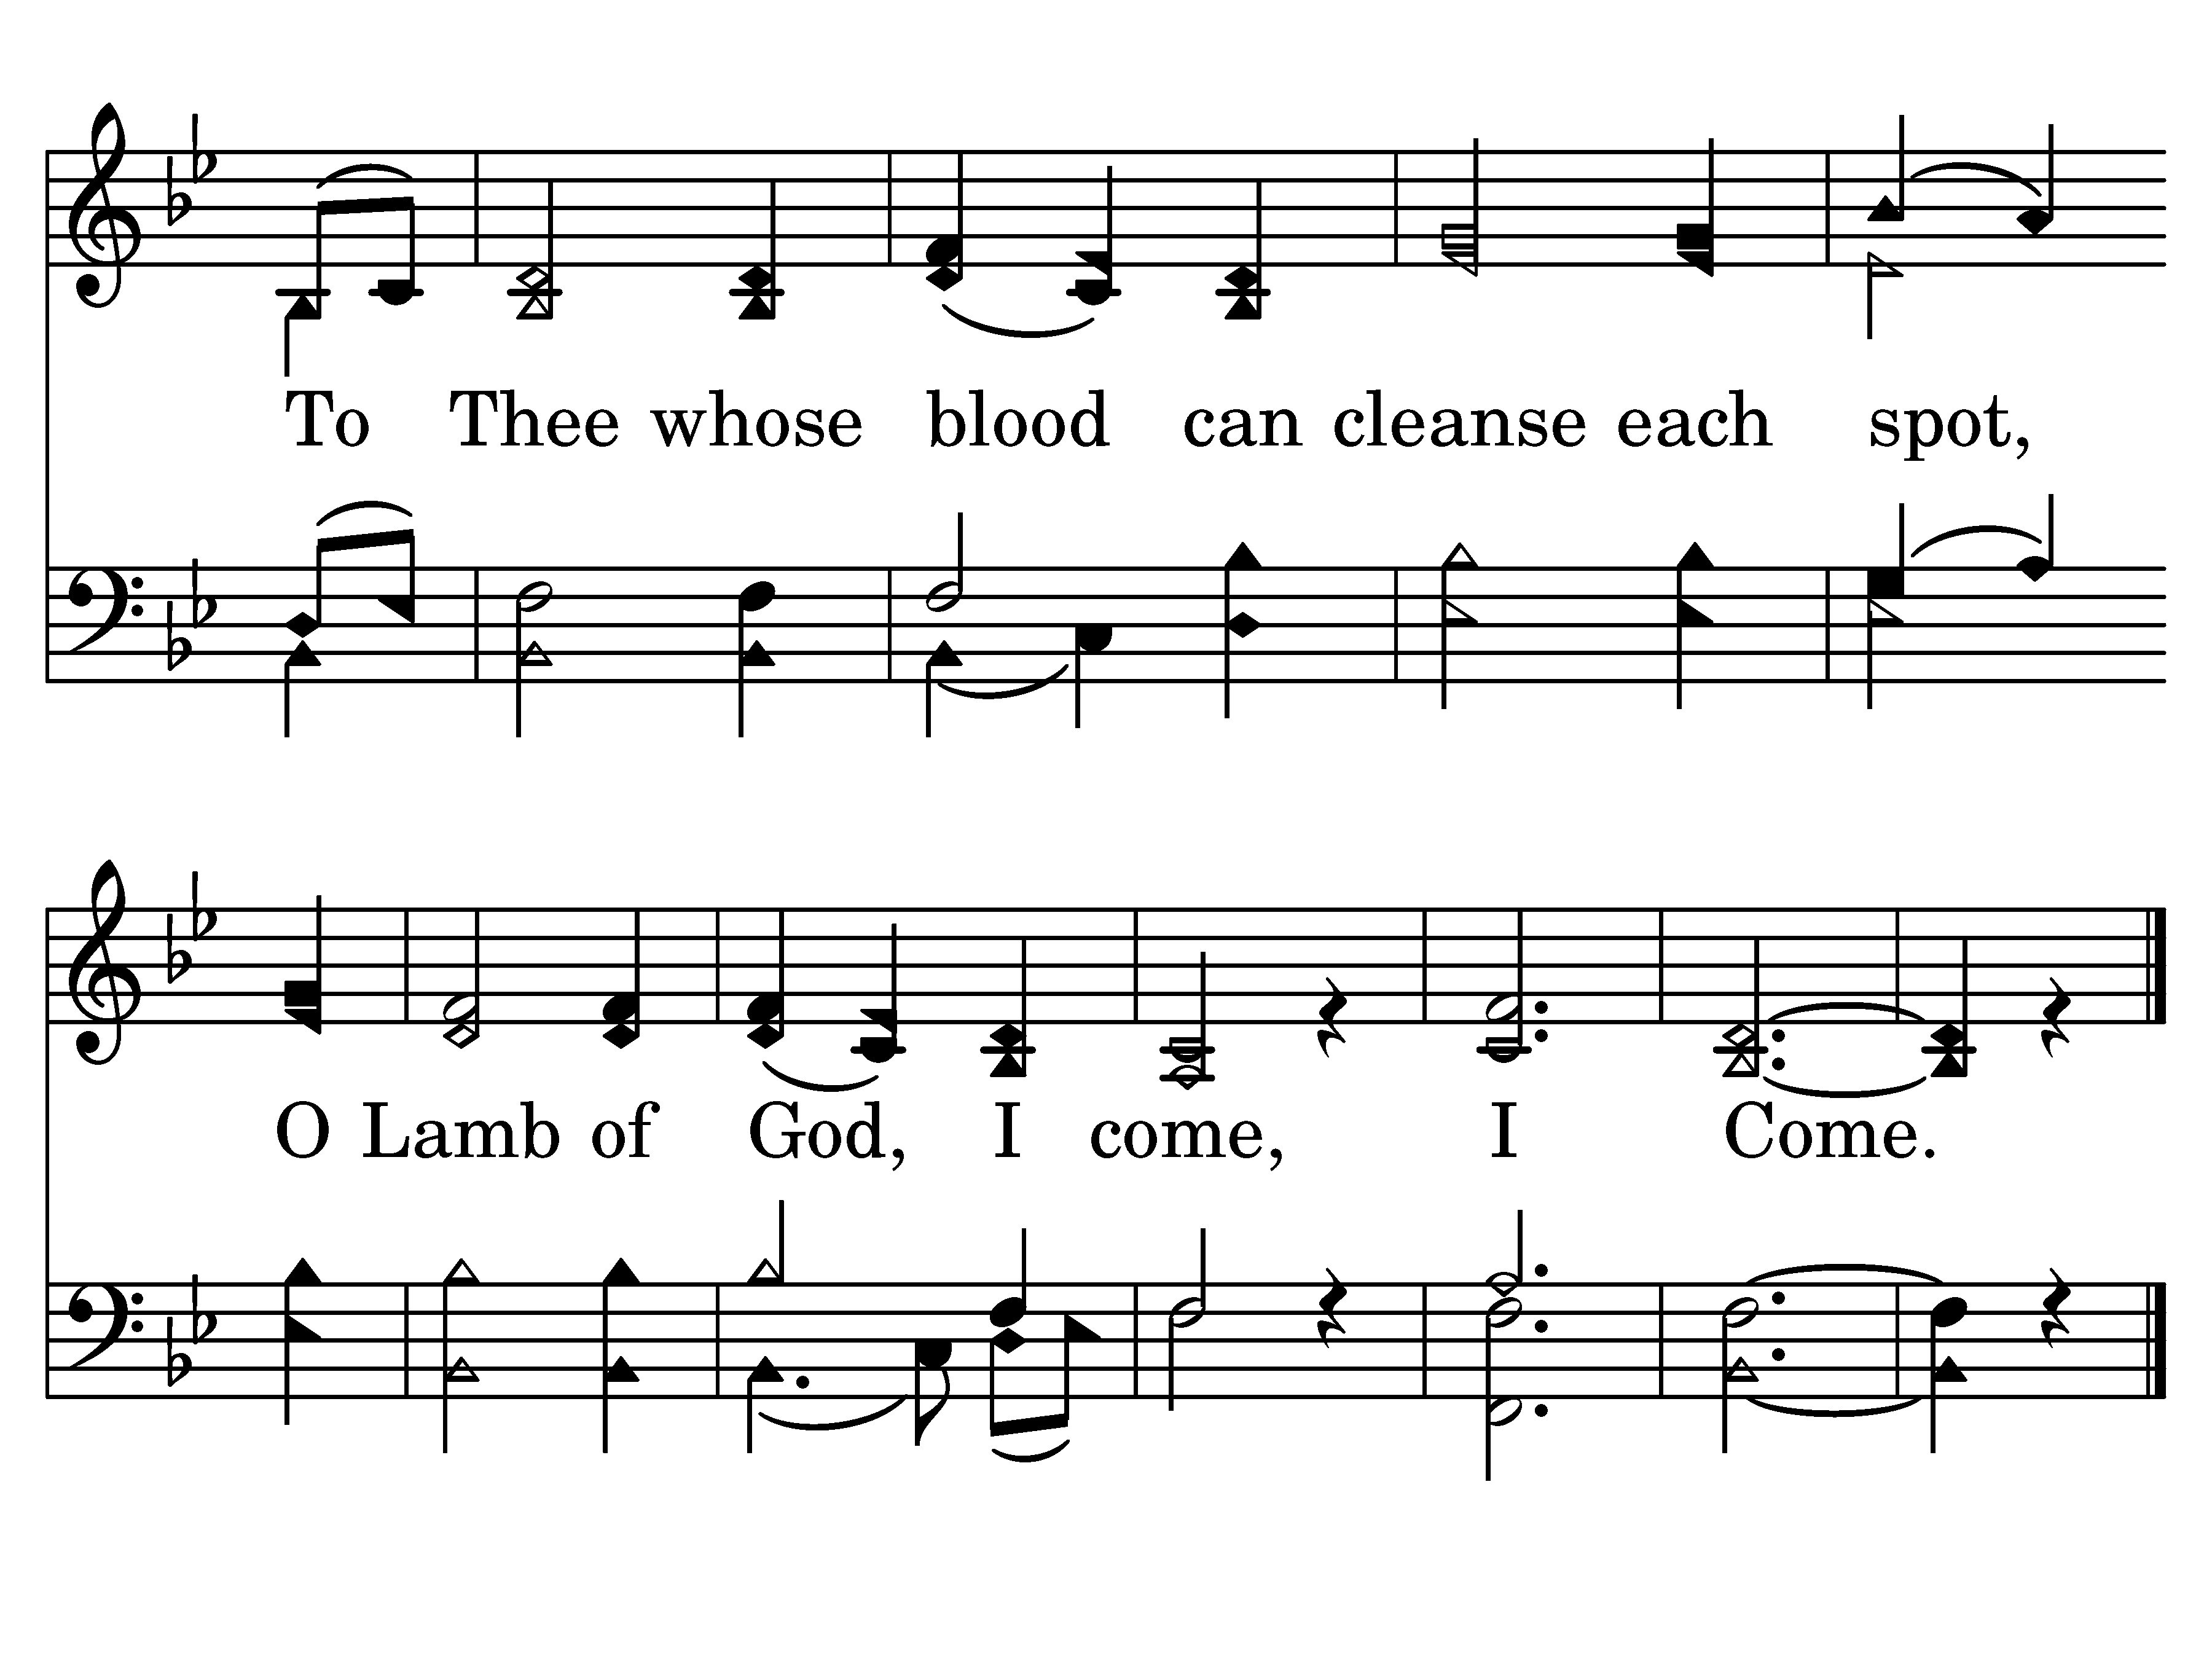 To Thee whose blood can cleanse each spot,
O Lamb of God, I come, I Come.